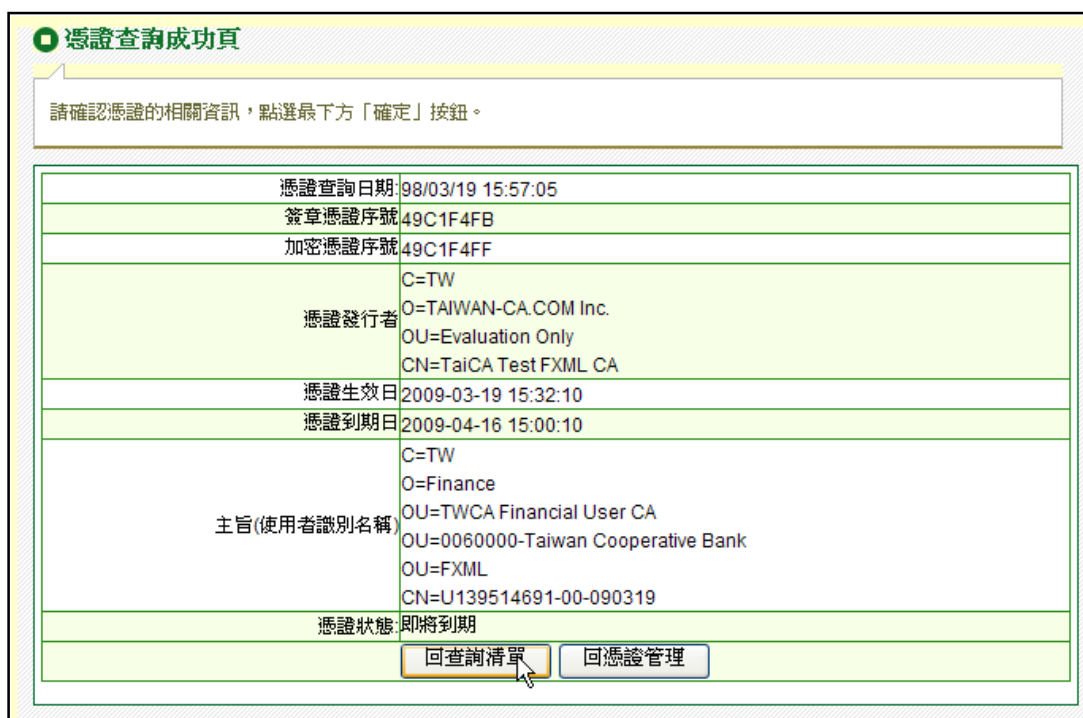 憑證查詢成功頁
請確認憑證的相關資訊，點選最下方「確定」按鈕。
憑證查詢日期:98/03/19 15:57:05
簽章憑證序號49C1F4FB
加密憑證序號49C1F4FF
憑證發行者
C=TW
O=TAIWAN-CA.COM Inc.
OU=Evaluation Only
CN=TaiCA Test FXML CA
憑證生效日2009-03-19 15:32:10
憑證到期日2009-04-16 15:00:10
主旨(使用者識別名稱)
C=TW
O=Finance
OU=TWCA Financial User CA
OU=0060000-Taiwan Cooperative Bank
OU=FXML
CN=U139514691-00-090319
憑證狀態:即將到期
回查詢清單 回憑證管理